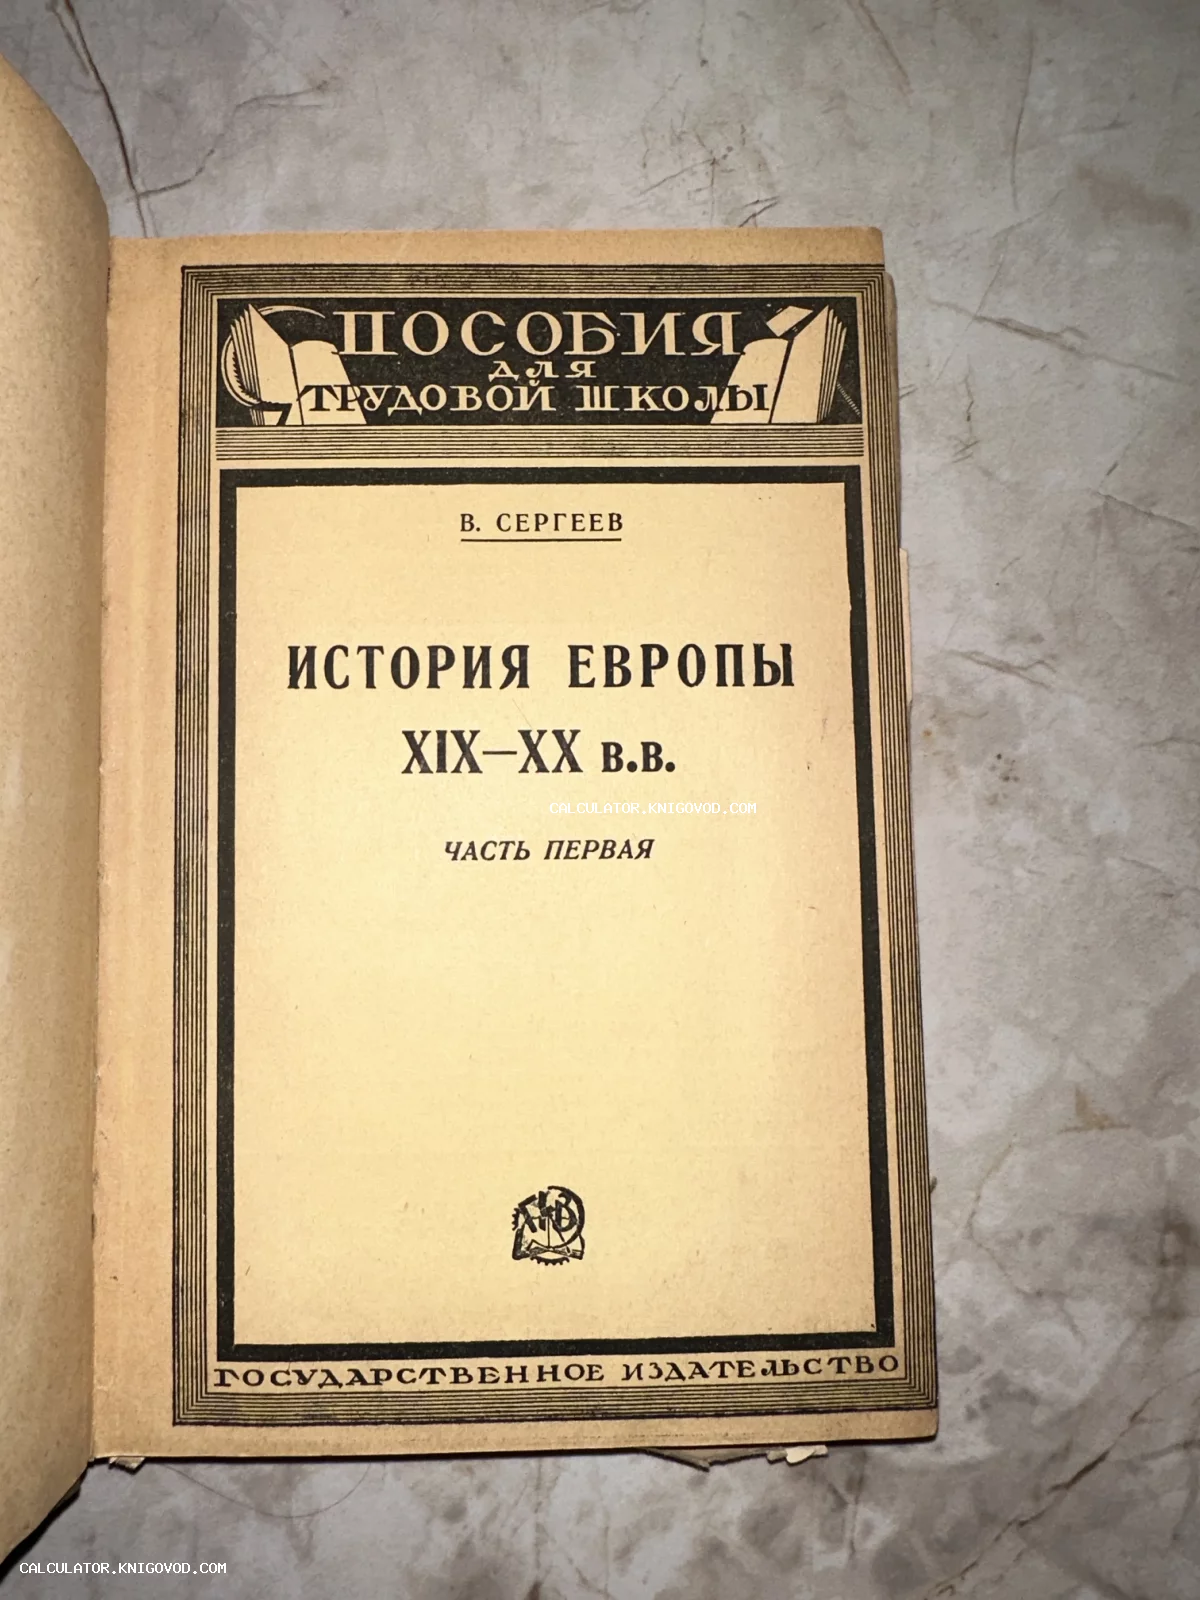 ПОСОБИЯ
ДЛЯ
ТРУДОВОЙ ШКОЛЫ
В. СЕРГЕЕВ
ИСТОРИЯ ЕВРОПЫ
XIX—XX в.в.
CALCULATOR.KNIGOVOD.COM
ЧАСТЬ ПЕРВАЯ
ГОСУДАРСТВЕННОЕ ИЗДАТЕЛЬСТВО
CALCULATOR.KNIGOVOD.COM